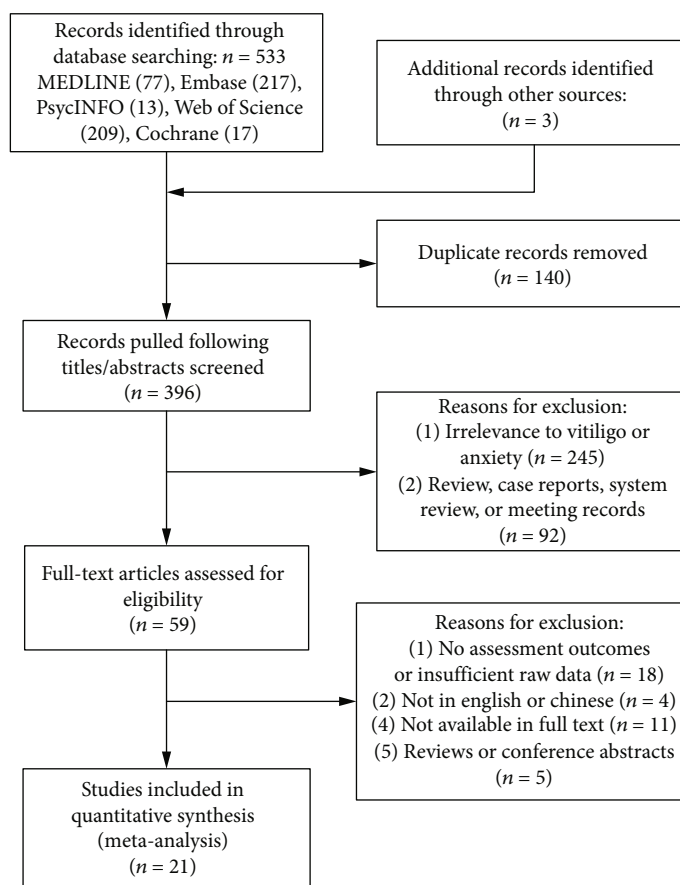 Records identified through
database searching: n = 533
MEDLINE (77), Embase (217),
PsycINFO (13), Web of Science
(209), Cochrane (17)
Additional records identified
through other sources:
(n = 3)
Duplicate records removed
(n = 140)
Records pulled following
titles/abstracts screened
(n = 396)
Reasons for exclusion:
(1) Irrelevance to vitiligo or
anxiety (n = 245)
(2) Review, case reports, system
review, or meeting records
(n = 92)
Full-text articles assessed for
eligibility
(n = 59)
Reasons for exclusion:
(1) No assessment outcomes
or insufficient raw data (n = 18)
(2) Not in english or chinese (n = 4)
(4) Not available in full text (n = 11)
(5) Reviews or conference abstracts
(n = 5)
Studies included in
quantitative synthesis
(meta-analysis)
(n = 21)